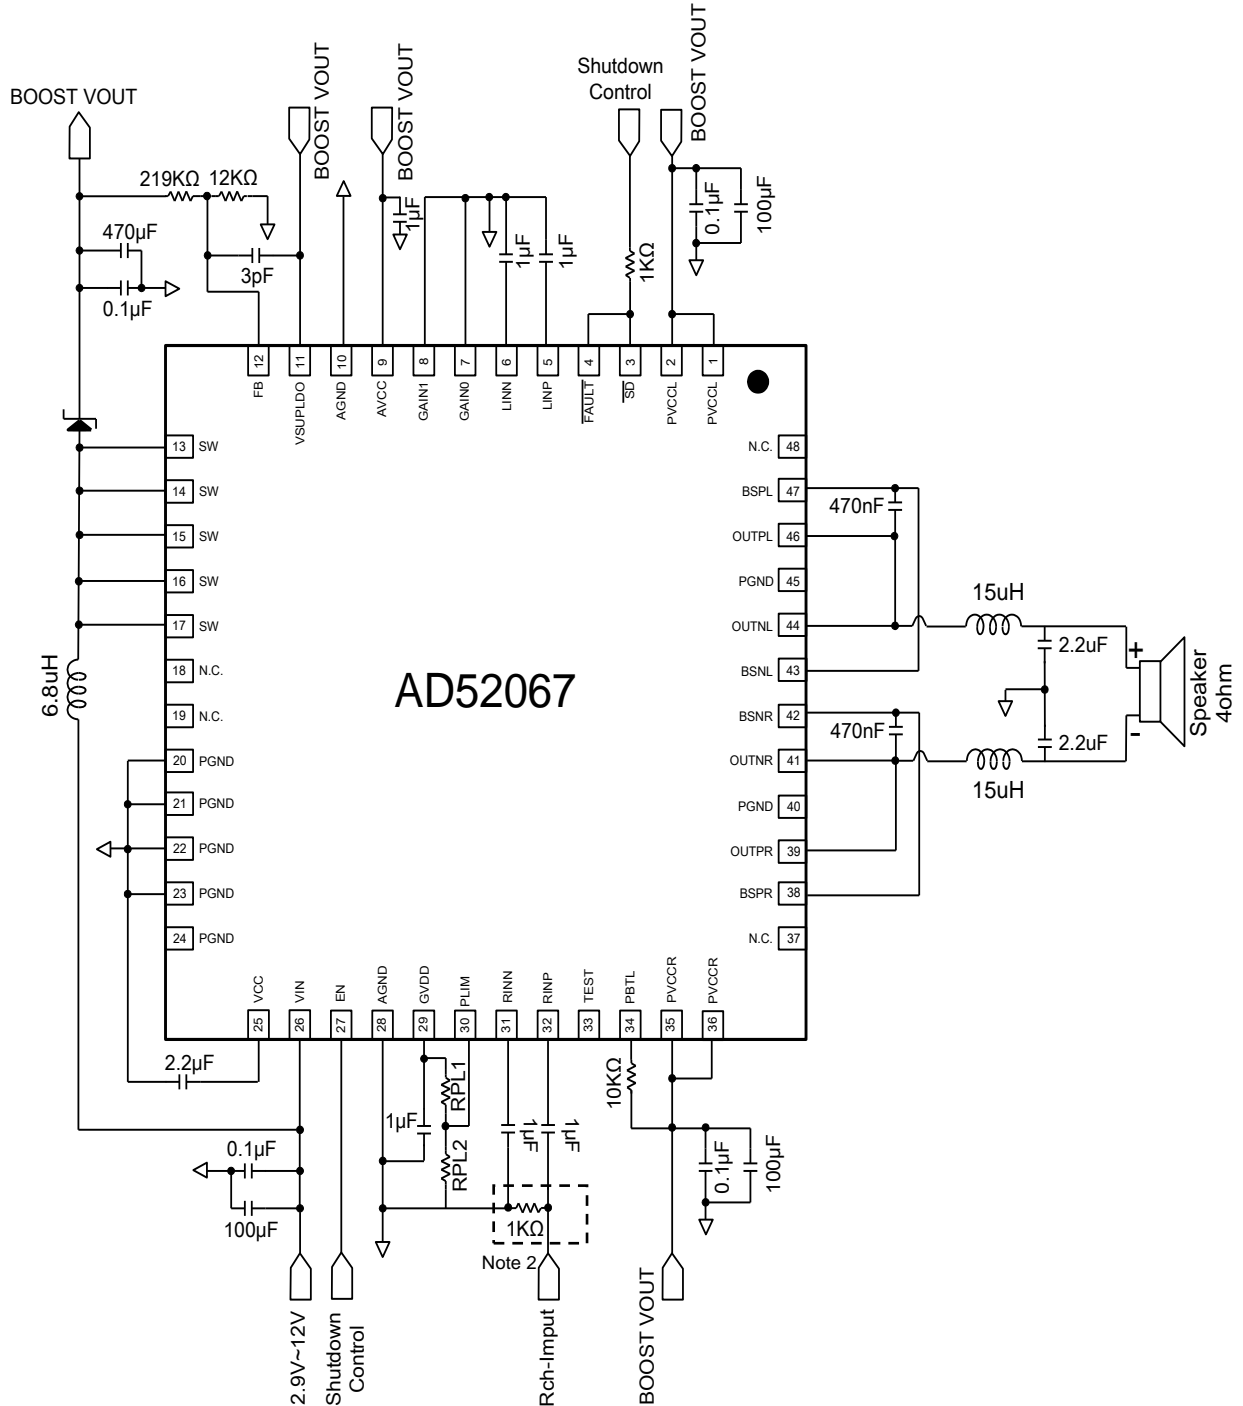 BOOST VOUT
BOOST VOUT
BOOST VOUT
Shutdown
Control
BOOST VOUT
219KΩ
12KΩ
470µF
0.1µF
3pF
1µF
1µF
1µF
1KΩ
0.1µF
100µF
12
11
10
9
8
7
6
5
4
3
2
1
FB
VSUPLDO
AGND
AVCC
GAIN1
GAIN0
LINN
LINP
FAULT
SD
PVCCL
PVCCL
13 SW
14 SW
15 SW
16 SW
17 SW
18 N.C.
19 N.C.
20 PGND
21 PGND
22 PGND
23 PGND
24 PGND
6.8uH
AD52067
N.C. 48
BSPL 47
OUTPL 46
PGND 45
OUTNL 44
BSNL 43
BSNR 42
OUTNR 41
PGND 40
OUTPR 39
BSPR 38
N.C. 37
470nF
470nF
15uH
15uH
2.2uF
2.2uF
+
-
Speaker
4ohm
VCC
VIN
EN
AGND
GVDD
PLIM
RINN
RINP
TEST
PBTL
PVCCR
PVCCR
25
26
27
28
29
30
31
32
33
34
35
36
2.2µF
0.1µF
100µF
1µF
RPL1
RPL2
1µF
1µF
10KΩ
0.1µF
100µF
1KΩ
Note 2
2.9V~12V
Shutdown
Control
Rch-Imput
BOOST VOUT